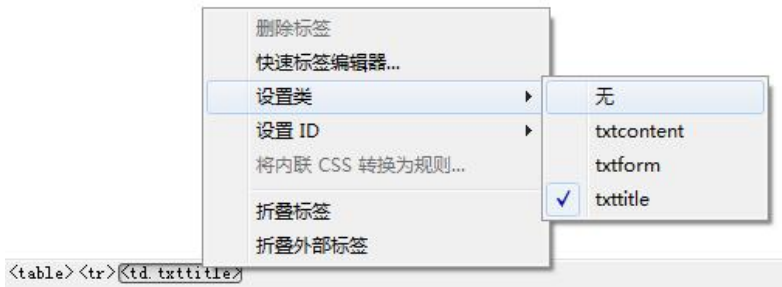 删除标签
快速标签编辑器...
设置类
无
txtcontent
txtform
txttitle
设置 ID
将内联 CSS 转换为规则...
折叠标签
折叠外部标签
<table><tr><td.txttitle>